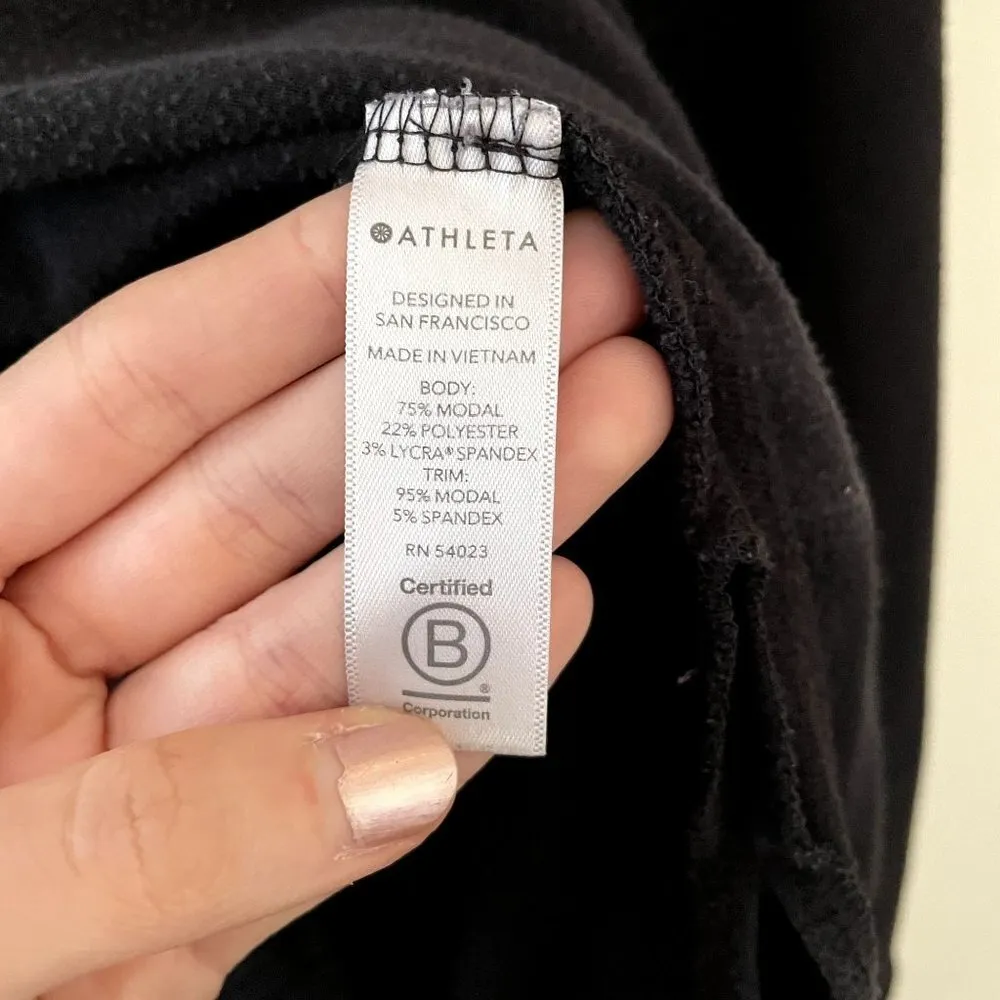 ATHLETA
DESIGNED IN
SAN FRANCISCO
MADE IN VIETNAM
BODY:
75% MODAL
22% POLYESTER
3% LYCRA® SPANDEX
TRIM:
95% MODAL
5% SPANDEX
RN 54023
Certified
B
®
Corporation